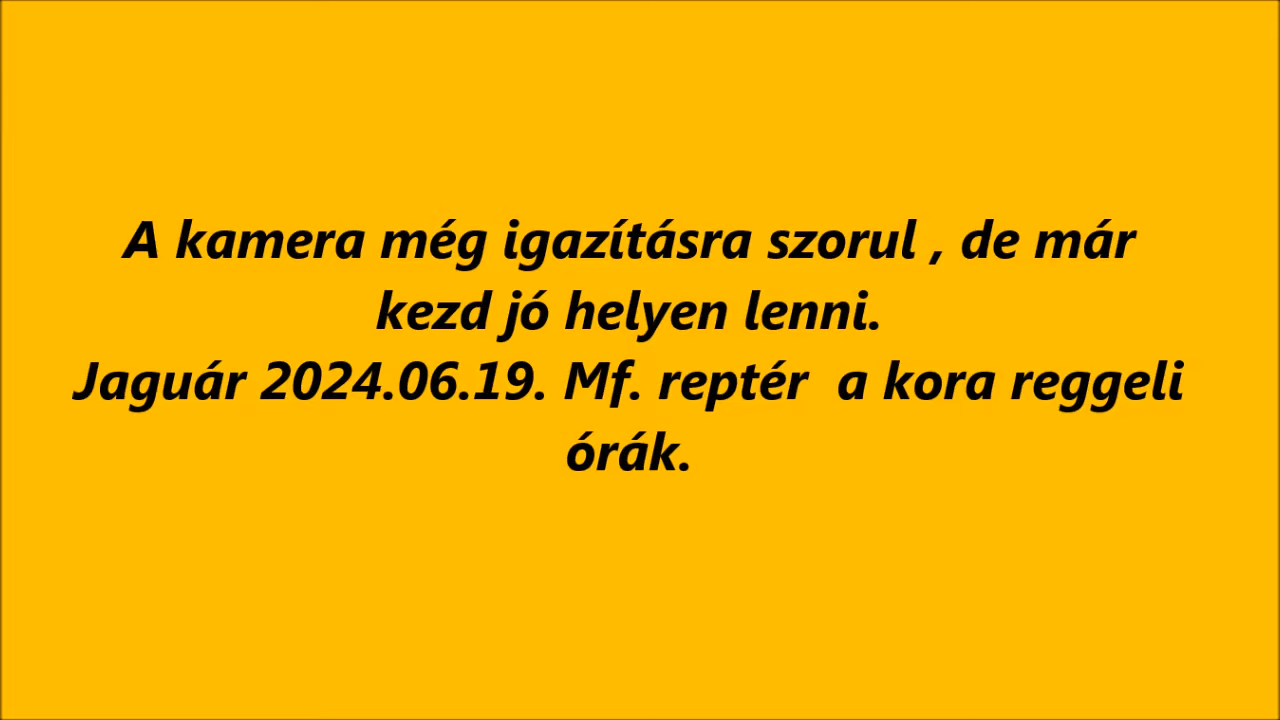 A kamera még igazításra szorul , de már
kezd jó helyen lenni.
Jaguár 2024.06.19. Mf. reptér  a kora reggeli
órák.